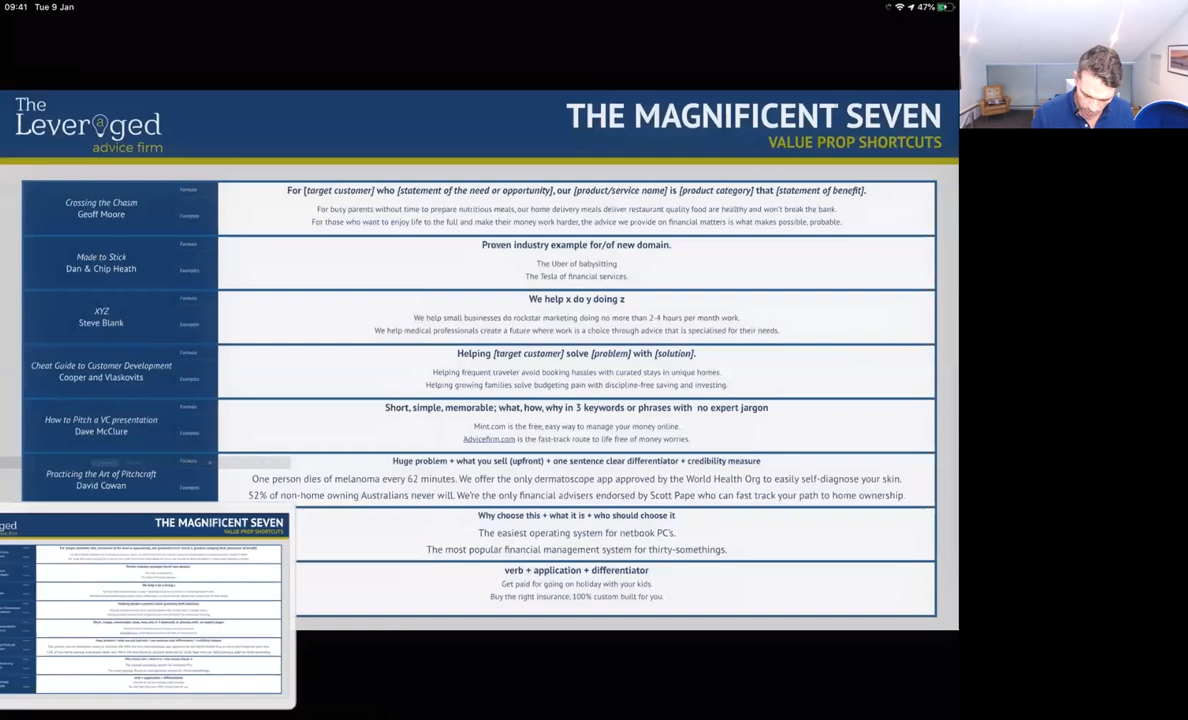 09:41 Tue 9 Jan
47%
The
Leveraged
advice firm
THE MAGNIFICENT SEVEN
VALUE PROP SHORTCUTS
Crossing the Chasm
Geoff Moore
Formula
Examples
For [target customer] who [statement of the need or opportunity], our [product/service name] is [product category] that [statement of benefit].
For busy parents without time to prepare nutritious meals, our home delivery meals deliver restaurant quality food are healthy and won't break the bank.
For those who want to enjoy life to the full and make their money work harder, the advice we provide on financial matters is what makes possible, probable.
Made to Stick
Dan & Chip Heath
Formula
Examples
Proven industry example for/of new domain.
The Uber of babysitting
The Tesla of financial services.
XYZ
Steve Blank
Formula
Examples
We help x do y doing z
We help small businesses do rockstar marketing doing no more than 2-4 hours per month work.
We help medical professionals create a future where work is a choice through advice that is specialised for their needs.
Cheat Guide to Customer Development
Cooper and Vlaskovits
Formula
Examples
Helping [target customer] solve [problem] with [solution].
Helping frequent traveler avoid booking hassles with curated stays in unique homes.
Helping growing families solve budgeting pain with discipline-free saving and investing.
How to Pitch a VC presentation
Dave McClure
Formula
Examples
Short, simple, memorable; what, how, why in 3 keywords or phrases with no expert jargon
Mint.com is the free, easy way to manage your money online.
Advicefirm.com is the fast-track route to life free of money worries.
Practicing the Art of Pitchcraft
David Cowan
Formula
Examples
Huge problem + what you sell (upfront) + one sentence clear differentiator + credibility measure
One person dies of melanoma every 62 minutes. We offer the only dermatoscope app approved by the World Health Org to easily self-diagnose your skin.
52% of non-home owning Australians never will. We're the only financial advisers endorsed by Scott Pape who can fast track your path to home ownership.
Why choose this + what it is + who should choose it
The easiest operating system for netbook PC's.
The most popular financial management system for thirty-somethings.
verb + application + differentiator
Get paid for going on holiday with your kids.
Buy the right insurance, 100% custom built for you.
THE MAGNIFICENT SEVEN
VALUE PROP SHORTCUTS